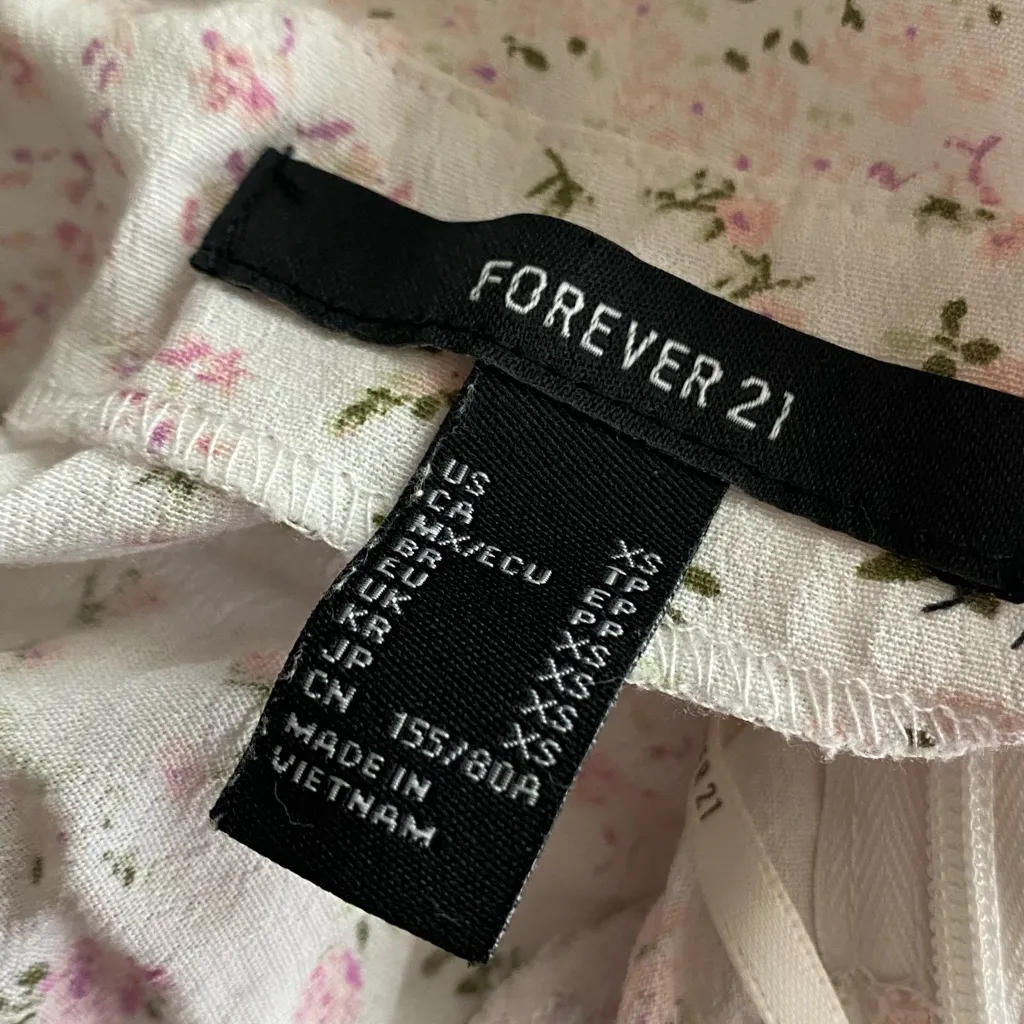 FOREVER 21
US XS
CA TP
MX/ECU EP
BR PP
EU XS
UK XS
KR XS
JP XS
CN 155/80A
MADE IN
VIETNAM
R 21